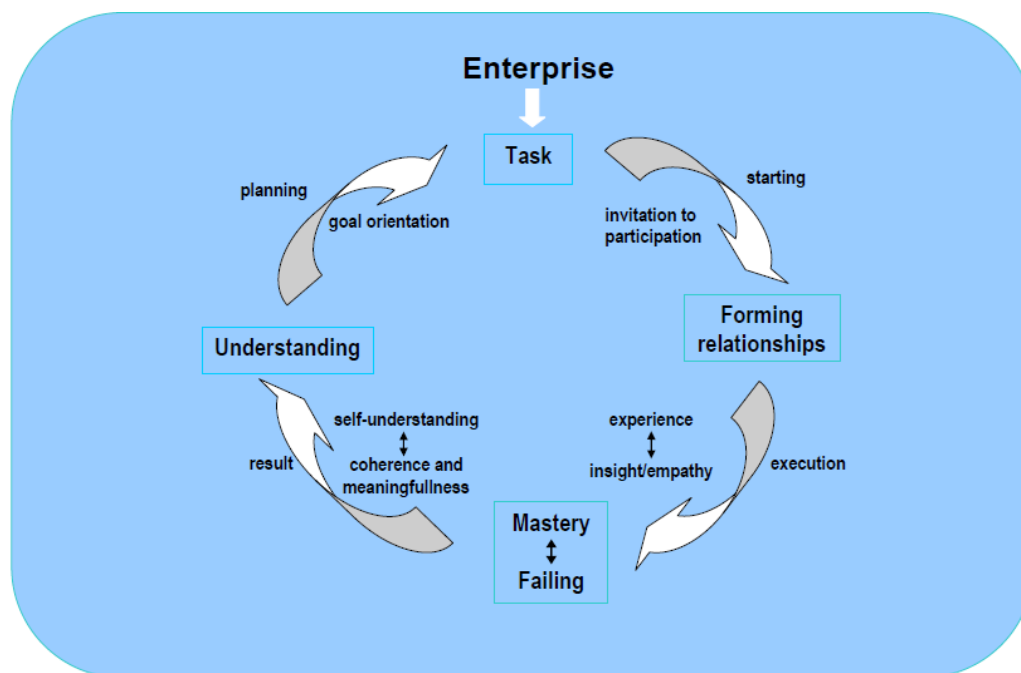 Enterprise
Task
starting
invitation to
participation
Forming
relationships
experience
insight/empathy
execution
Mastery
Failing
self-understanding
coherence and
meaningfullness
result
Understanding
planning
goal orientation